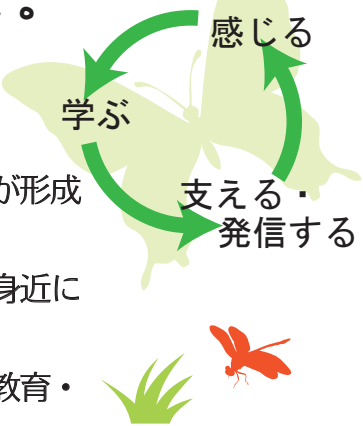 感じる
学ぶ
支える・
発信する
が形成
身近に
教育・